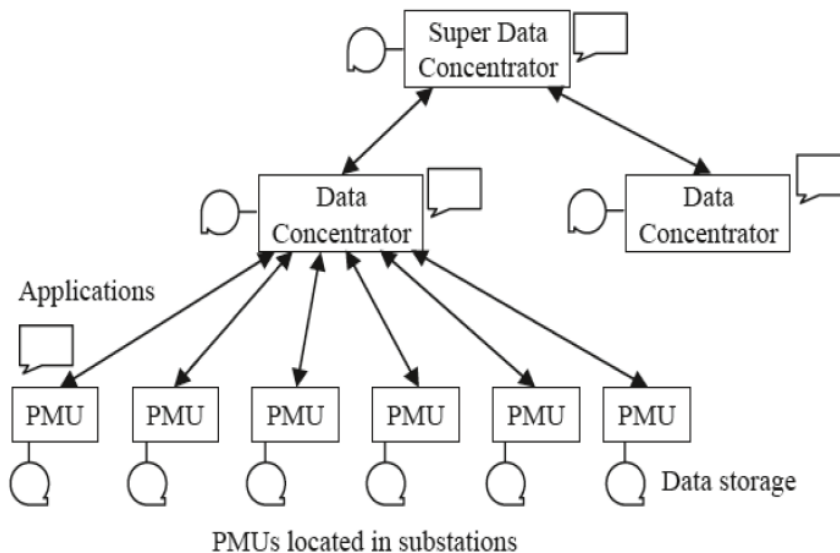 Super Data
Concentrator
Data
Concentrator
Data
Concentrator
Applications
PMU
PMU
PMU
PMU
PMU
PMU
Data storage
PMUs located in substations